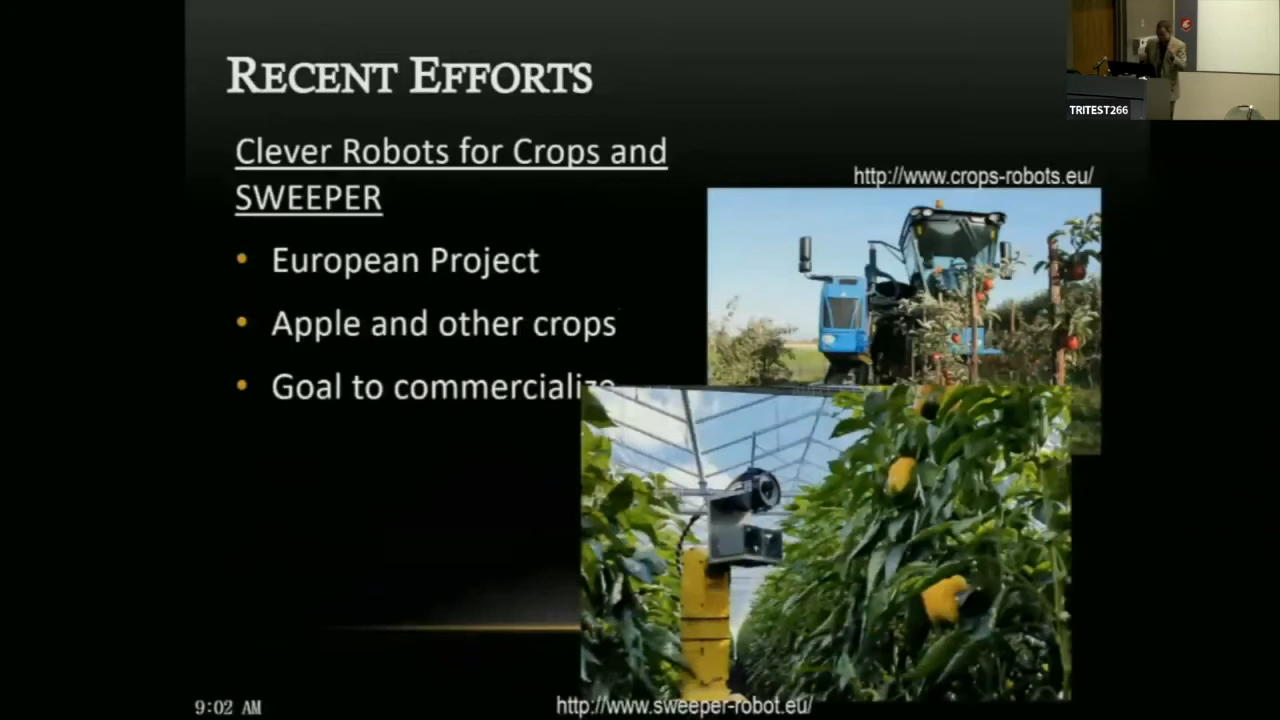 RECENT EFFORTS
Clever Robots for Crops and
SWEEPER
• European Project
• Apple and other crops
• Goal to commercialize
http://www.crops-robots.eu/
http://www.sweeper-robot.eu/
9:02 AM
TRITEST266